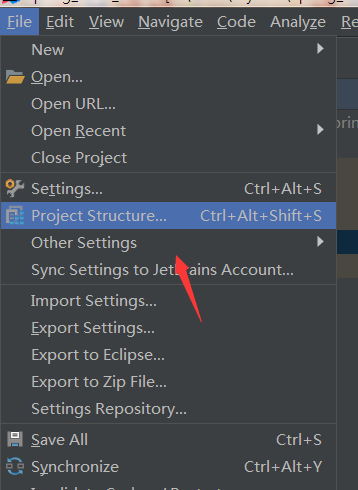 File Edit View Navigate Code Analyze R
New
Open...
Open URL...
Open Recent
Close Project
Settings... Ctrl+Alt+S
Project Structure... Ctrl+Alt+Shift+S
Other Settings
Sync Settings to JetBrains Account...
Import Settings...
Export Settings...
Export to Eclipse...
Export to Zip File...
Settings Repository...
Save All Ctrl+S
Synchronize Ctrl+Alt+Y